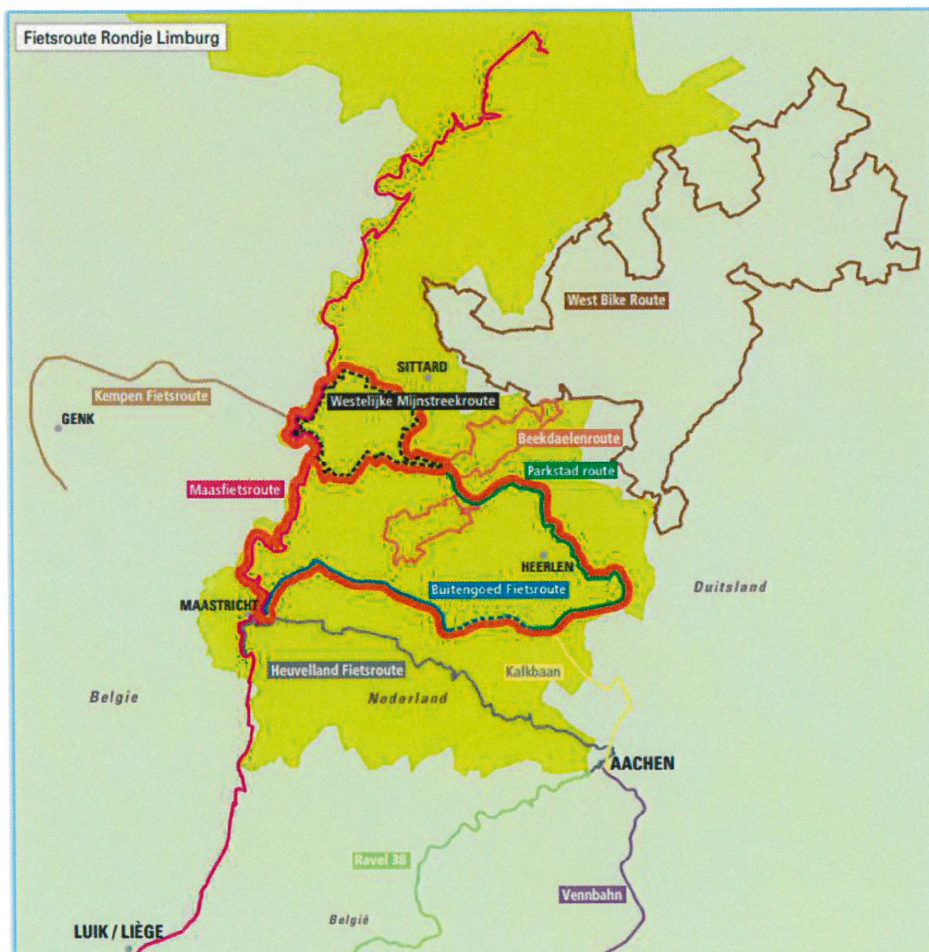 Fietsroute Rondje Limburg
West Bike Route
SITTARD
Kempen Fietsroute
Westelijke Mijnstreekroute
GENK
Beekdaelenroute
Parkstad route
Maasfietsroute
HEERLEN
Duitsland
Buitengoed Fietsroute
MAASTRICHT
Heuvelland Fietsroute
Kalkbaan
Belgie
Nederland
AACHEN
Ravel 38
Vennbahn
België
LUIK / LIÈGE